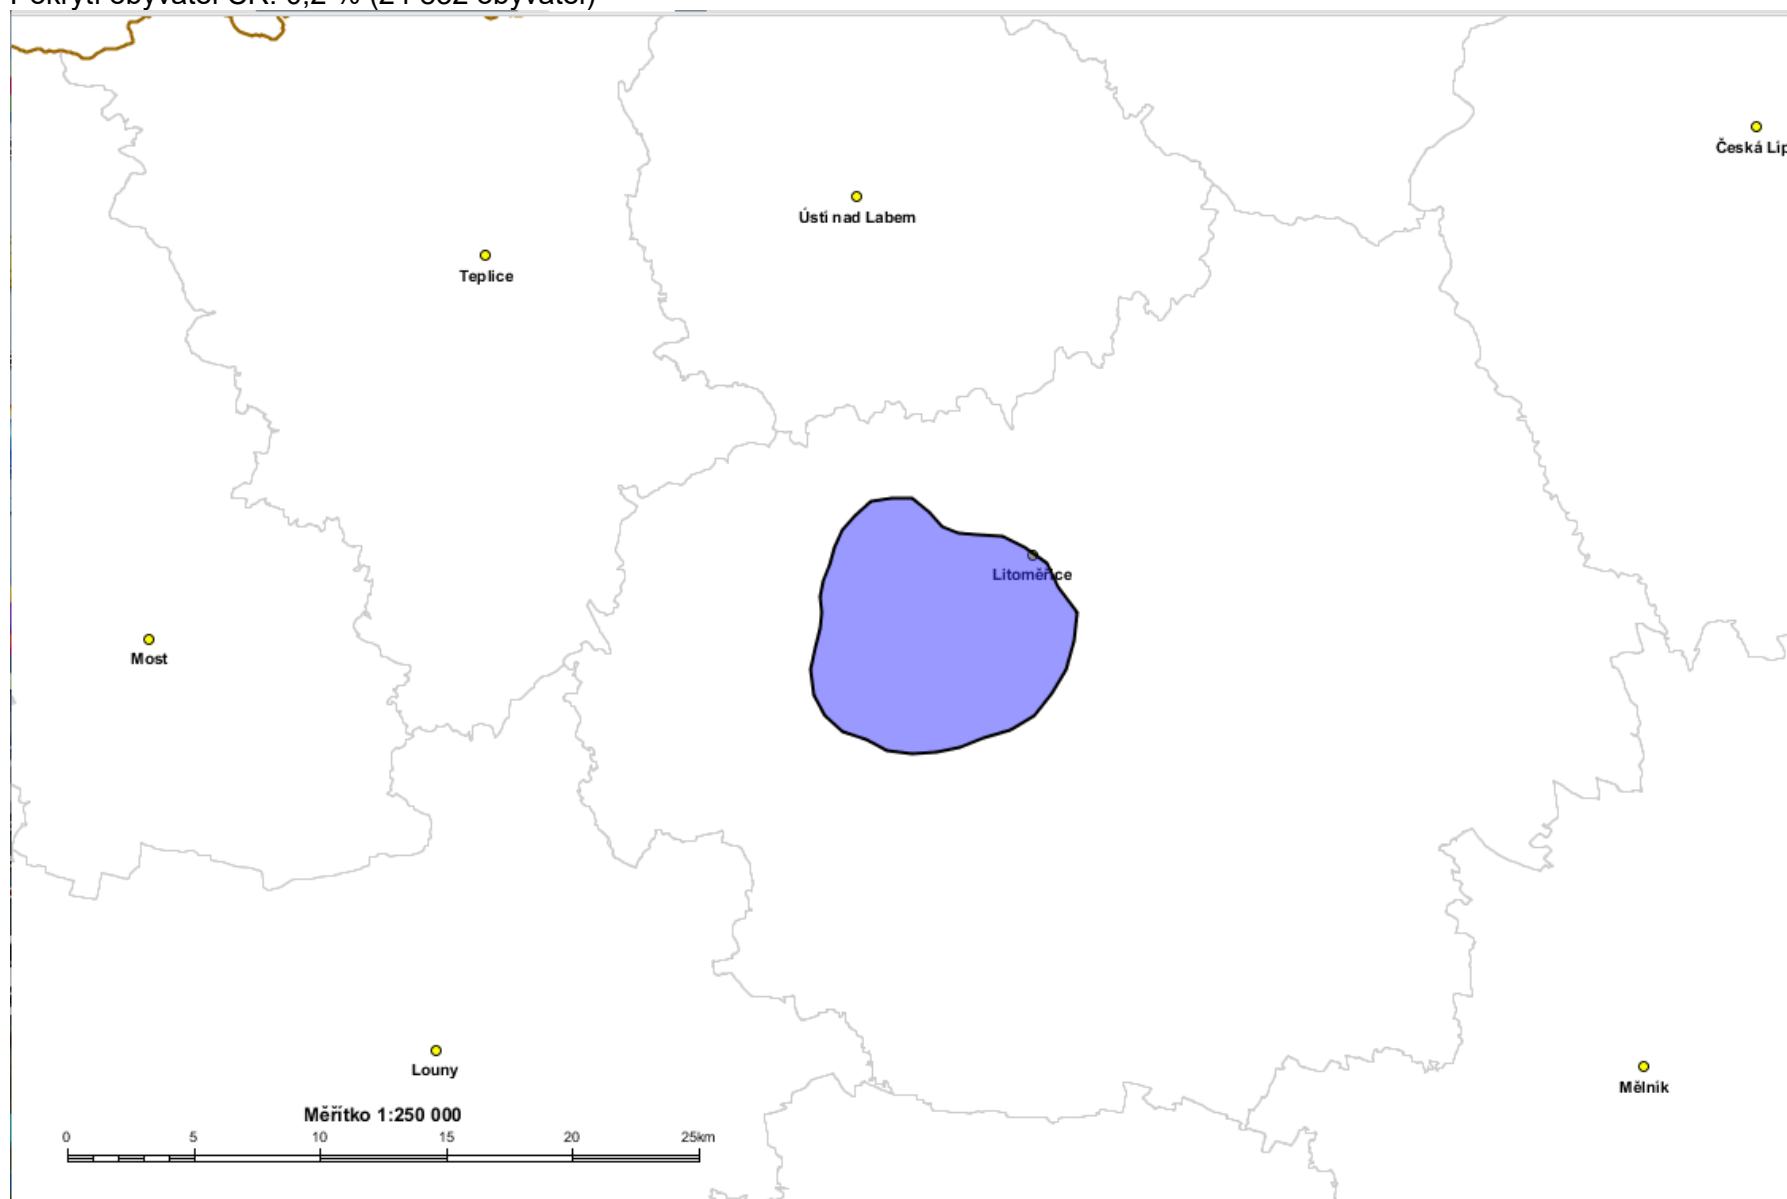 Česká Líp
Ústí nad Labem
Teplice
Litoměřice
Most
Louny
Mělník
Měřítko 1:250 000
0 5 10 15 20 25km